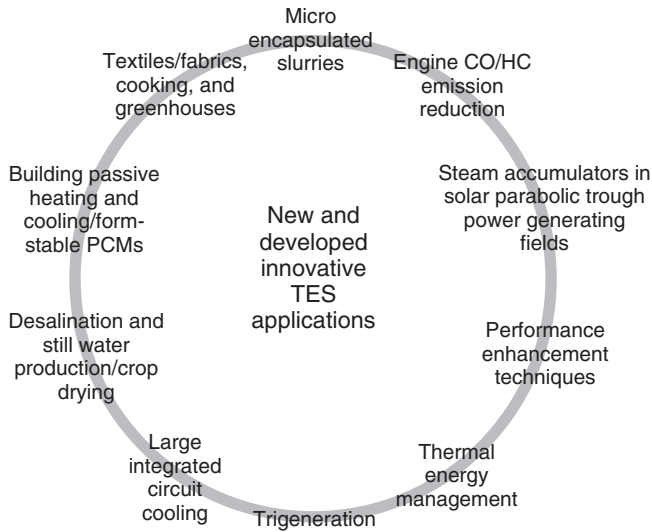 Micro
encapsulated
slurries
Engine CO/HC
emission
reduction
Steam accumulators in
solar parabolic trough
power generating
fields
Performance
enhancement
techniques
Thermal
energy
management
Trigeneration
Large
integrated
circuit
cooling
Desalination and
still water
production/crop
drying
Building passive
heating and
cooling/form-
stable PCMs
Textiles/fabrics,
cooking, and
greenhouses
New and
developed
innovative
TES
applications